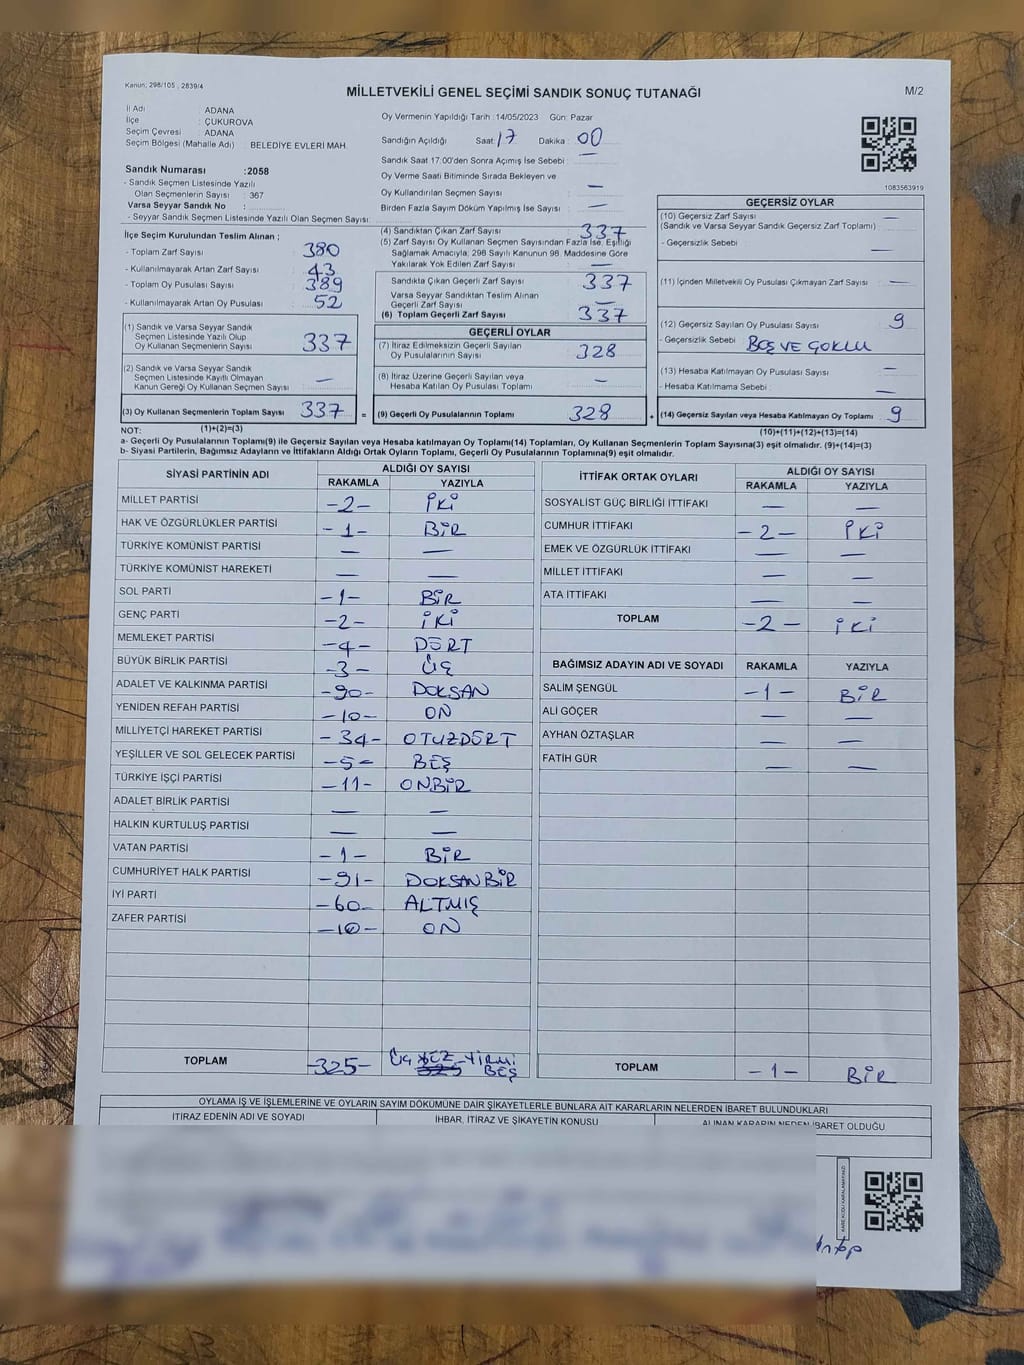 Kanun; 298/105 , 2839/4
MİLLETVEKİLİ GENEL SEÇİMİ SANDIK SONUÇ TUTANAĞI
M/2
İl Adı : ADANA
İlçe : ÇUKUROVA
Seçim Çevresi : ADANA
Seçim Bölgesi (Mahalle Adı) : BELEDİYE EVLERİ MAH.
Sandık Numarası :2058
- Sandık Seçmen Listesinde Yazılı
Olan Seçmenlerin Sayısı : 367
Varsa Seyyar Sandık No :
- Seyyar Sandık Seçmen Listesinde Yazılı Olan Seçmen Sayısı:
Oy Vermenin Yapıldığı Tarih :14/05/2023 Gün: Pazar
Sandığın Açıldığı Saat: 17 Dakika: 00
Sandık Saat 17:00'den Sonra Açımış İse Sebebi : —
Oy Verme Saati Bitiminde Sırada Bekleyen ve
Oy Kullandırılan Seçmen Sayısı : —
Birden Fazla Sayım Döküm Yapılmış İse Sayısı : —
1083563919
İlçe Seçim Kurulundan Teslim Alınan ;
- Toplam Zarf Sayısı : 380
- Kullanılmayarak Artan Zarf Sayısı : 43
- Toplam Oy Pusulası Sayısı : 389
- Kullanılmayarak Artan Oy Pusulası : 52
(1) Sandık ve Varsa Seyyar Sandık
Seçmen Listesinde Yazılı Olup
Oy Kullanan Seçmenlerin Sayısı : 337
(2) Sandık ve Varsa Seyyar Sandık
Seçmen Listesinde Kayıtlı Olmayan
Kanun Gereği Oy Kullanan Seçmen Sayısı : —
(3) Oy Kullanan Seçmenlerin Toplam Sayısı 337 =
(1)+(2)=(3)
(4) Sandıktan Çıkan Zarf Sayısı : 337
(5) Zarf Sayısı Oy Kullanan Seçmen Sayısından Fazla İse, Eşitliği
Sağlamak Amacıyla, 298 Sayılı Kanunun 98. Maddesine Göre
Yakılarak Yok Edilen Zarf Sayısı : —
Sandıkta Çıkan Geçerli Zarf Sayısı : 337
Varsa Seyyar Sandıktan Teslim Alınan
Geçerli Zarf Sayısı : —
(6) Toplam Geçerli Zarf Sayısı : 337
GEÇERLİ OYLAR
(7) İtiraz Edilmeksizin Geçerli Sayılan
Oy Pusulalarının Sayısı : 328
(8) İtiraz Üzerine Geçerli Sayılan veya
Hesaba Katılan Oy Pusulası Toplamı : —
(9) Geçerli Oy Pusulalarının Toplamı 328 +
GEÇERSİZ OYLAR
(10) Geçersiz Zarf Sayısı : —
(Sandık ve Varsa Seyyar Sandık Geçersiz Zarf Toplamı)
- Geçersizlik Sebebi : —
(11) İçinden Milletvekili Oy Pusulası Çıkmayan Zarf Sayısı : —
(12) Geçersiz Sayılan Oy Pusulası Sayısı : 9
- Geçersizlik Sebebi : BOŞ VE ÇOKLU
(13) Hesaba Katılmayan Oy Pusulası Sayısı : —
- Hesaba Katılmama Sebebi : —
(14) Geçersiz Sayılan veya Hesaba Katılmayan Oy Toplamı 9
(10)+(11)+(12)+(13)=(14)
NOT:
a- Geçerli Oy Pusulalarının Toplamı(9) ile Geçersiz Sayılan veya Hesaba katılmayan Oy Toplamı(14) Toplamları, Oy Kullanan Seçmenlerin Toplam Sayısına(3) eşit olmalıdır. (9)+(14)=(3)
b- Siyasi Partilerin, Bağımsız Adayların ve İttifakların Aldığı Ortak Oyların Toplamı, Geçerli Oy Pusulalarının Toplamına(9) eşit olmalıdır.
SİYASİ PARTİNİN ADI ALDIĞI OY SAYISI
RAKAMLA YAZIYLA
MİLLET PARTİSİ -2- İKİ
HAK VE ÖZGÜRLÜKLER PARTİSİ -1- BİR
TÜRKİYE KOMÜNİST PARTİSİ — —
TÜRKİYE KOMÜNİST HAREKETİ — —
SOL PARTİ -1- BİR
GENÇ PARTİ -2- İKİ
MEMLEKET PARTİSİ -4- DÖRT
BÜYÜK BİRLİK PARTİSİ -3- ÜÇ
ADALET VE KALKINMA PARTİSİ -90- DOKSAN
YENİDEN REFAH PARTİSİ -10- ON
MİLLİYETÇİ HAREKET PARTİSİ -34- OTUZDÖRT
YEŞİLLER VE SOL GELECEK PARTİSİ -5- BEŞ
TÜRKİYE İŞÇİ PARTİSİ -11- ONBİR
ADALET BİRLİK PARTİSİ — —
HALKIN KURTULUŞ PARTİSİ — —
VATAN PARTİSİ -1- BİR
CUMHURİYET HALK PARTİSİ -91- DOKSANBİR
İYİ PARTİ -60- ALTMIŞ
ZAFER PARTİSİ -10- ON
TOPLAM -325- ÜÇ YÜZ YİRMİ
325 BEŞ
İTTİFAK ORTAK OYLARI ALDIĞI OY SAYISI
RAKAMLA YAZIYLA
SOSYALİST GÜÇ BİRLİĞİ İTTİFAKI — —
CUMHUR İTTİFAKI -2- İKİ
EMEK VE ÖZGÜRLÜK İTTİFAKI — —
MİLLET İTTİFAKI — —
ATA İTTİFAKI — —
TOPLAM -2- İKİ
BAĞIMSIZ ADAYIN ADI VE SOYADI RAKAMLA YAZIYLA
SALİM ŞENGÜL -1- BİR
ALİ GÖÇER — —
AYHAN ÖZTAŞLAR — —
FATİH GÜR — —
TOPLAM -1- BİR
OYLAMA İŞ VE İŞLEMLERİNE VE OYLARIN SAYIM DÖKÜMÜNE DAİR ŞİKAYETLERLE BUNLARA AİT KARARLARIN NELERDEN İBARET BULUNDUKLARI
İTİRAZ EDENİN ADI VE SOYADI İHBAR, İTİRAZ VE ŞİKAYETİN KONUSU ALINAN KARARIN NEDEN İBARET OLDUĞU
KAREKODU KARALAMAYINIZ!